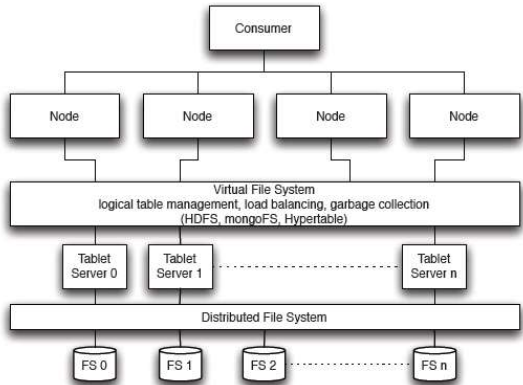 Consumer
Node
Node
Node
Node
Virtual File System
logical table management, load balancing, garbage collection
(HDFS, mongoFS, Hypertable)
Tablet
Server 0
Tablet
Server 1
Tablet
Server n
Distributed File System
FS 0
FS 1
FS 2
FS n